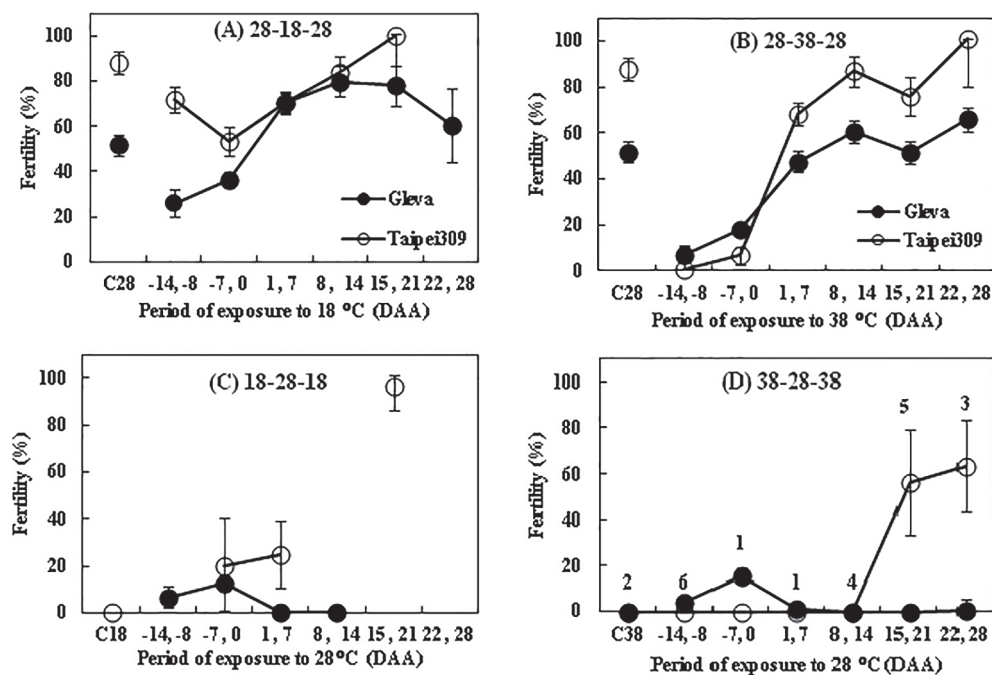 (A) 28-18-28
100
80
60
40
20
0
Fertility (%)
Gleva
Taipei309
C28 -14, -8 -7, 0 1, 7 8, 14 15, 21 22, 28
Period of exposure to 18 °C (DAA)
(B) 28-38-28
100
80
60
40
20
0
Fertility (%)
Gleva
Taipei309
C28 -14, -8 -7, 0 1, 7 8, 14 15, 21 22, 28
Period of exposure to 38 °C (DAA)
(C) 18-28-18
100
80
60
40
20
0
Fertility (%)
C18 -14, -8 -7, 0 1, 7 8, 14 15, 21 22, 28
Period of exposure to 28°C (DAA)
(D) 38-28-38
100
80
60
40
20
0
Fertility (%)
2 6 1 1 4 5 3
C38 -14, -8 -7, 0 1, 7 8, 14 15, 21 22, 28
Period of exposure to 28 °C (DAA)